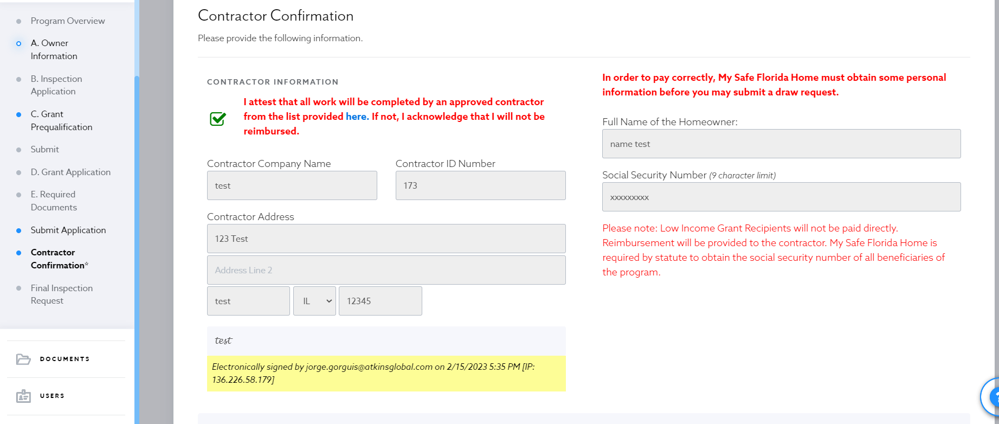 Program Overview
A. Owner
Information
B. Inspection
Application
C. Grant
Prequalification
Submit
D. Grant Application
E. Required
Documents
Submit Application
Contractor
Confirmation*
Final Inspection
Request
DOCUMENTS
USERS
Contractor Confirmation
Please provide the following information.
CONTRACTOR INFORMATION
I attest that all work will be completed by an approved contractor
from the list provided here. If not, I acknowledge that I will not be
reimbursed.
Contractor Company Name
test
Contractor ID Number
173
Contractor Address
123 Test
Address Line 2
test
IL
12345
test
Electronically signed by jorge.gorguis@atkinsglobal.com on 2/15/2023 5:35 PM [IP:
136.226.58.179]
In order to pay correctly, My Safe Florida Home must obtain some personal
information before you may submit a draw request.
Full Name of the Homeowner:
name test
Social Security Number (9 character limit)
xxxxxxxxx
Please note: Low Income Grant Recipients will not be paid directly.
Reimbursement will be provided to the contractor. My Safe Florida Home is
required by statute to obtain the social security number of all beneficiaries of
the program.